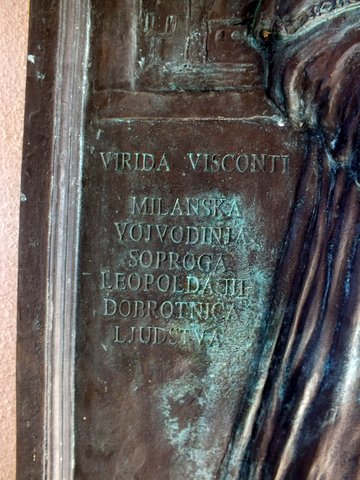 VIRIDA VISCONTI
MILANSKA
VOJVODINJA
SOPROGA
LEOPOLDA III
DOBROTNICA
LJUDSTVA